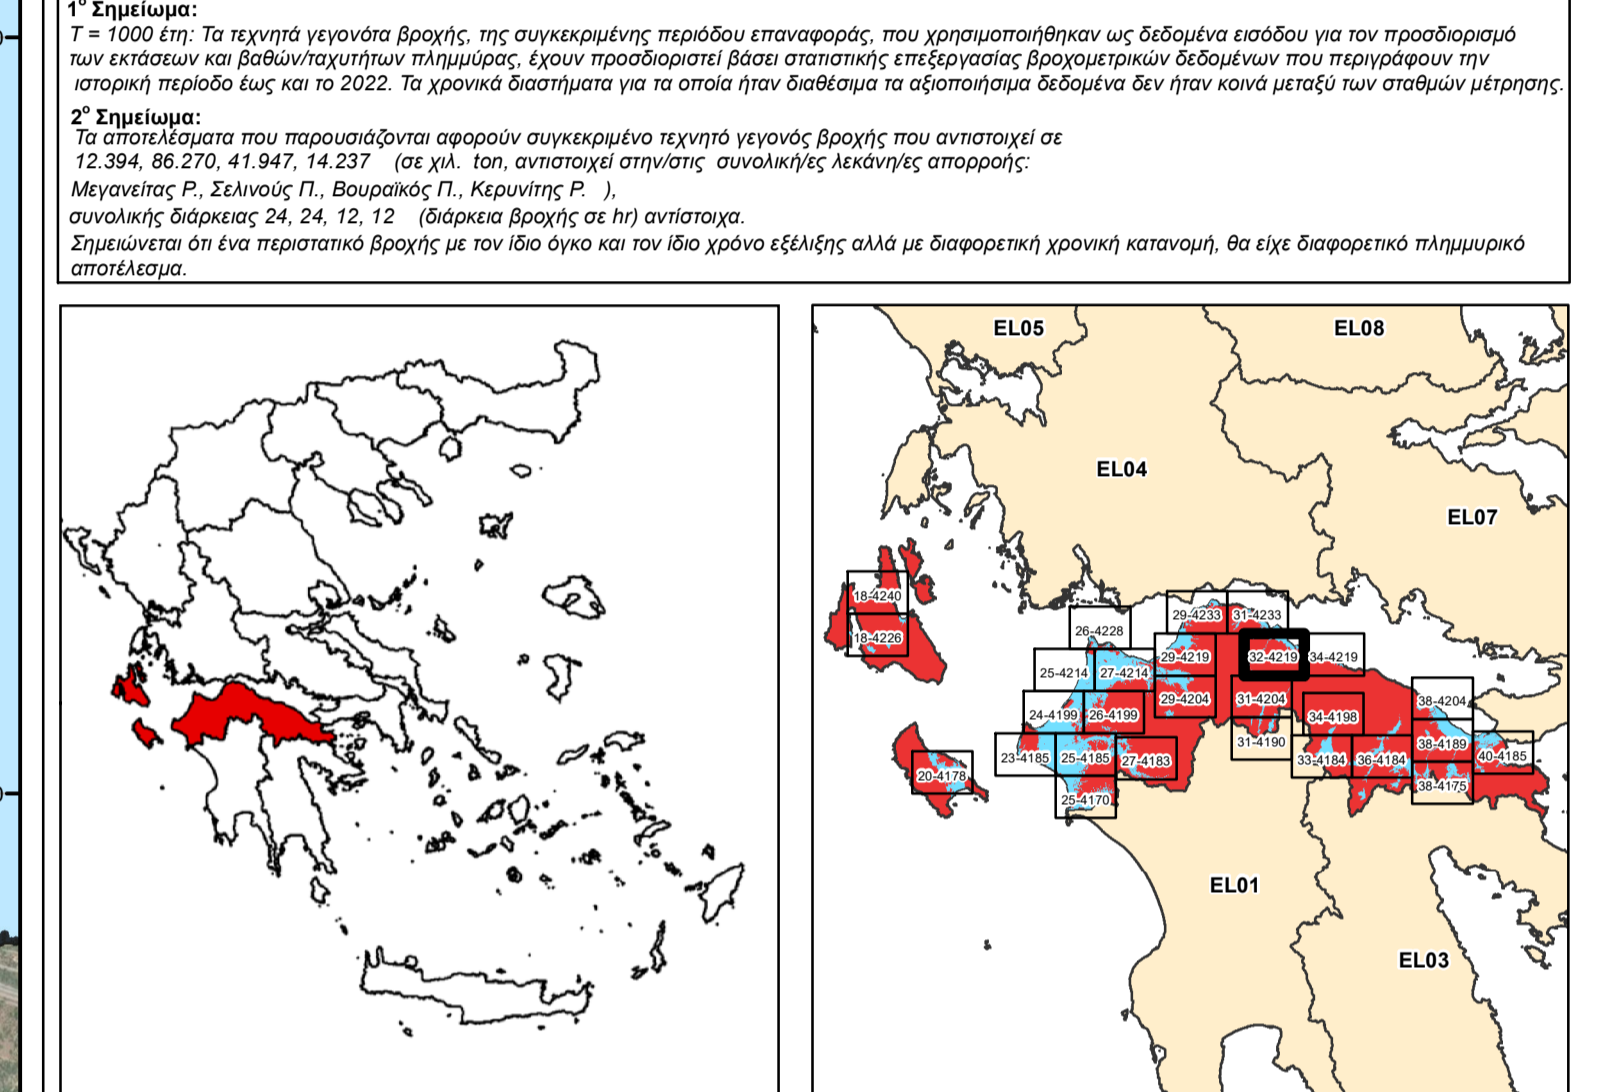 1ο Σημείωμα:
T = 1000 έτη: Τα τεχνητά γεγονότα βροχής, της συγκεκριμένης περιόδου επαναφοράς, που χρησιμοποιήθηκαν ως δεδομένα εισόδου για τον προσδιορισμό
των εκτάσεων και βαθών/ταχυτήτων πλημμύρας, έχουν προσδιοριστεί βάσει στατιστικής επεξεργασίας βροχομετρικών δεδομένων που περιγράφουν την
ιστορική περίοδο έως και το 2022. Τα χρονικά διαστήματα για τα οποία ήταν διαθέσιμα τα αξιοποιήσιμα δεδομένα δεν ήταν κοινά μεταξύ των σταθμών μέτρησης.
2ο Σημείωμα:
Τα αποτελέσματα που παρουσιάζονται αφορούν συγκεκριμένο τεχνητό γεγονός βροχής που αντιστοιχεί σε
12.394, 86.270, 41.947, 14.237 (σε χιλ. ton, αντιστοιχεί στην/στις συνολική/ες λεκάνη/ες απορροής:
Μεγανείτας Ρ., Σελινούς Π., Βουραϊκός Π., Κερυνίτης Ρ. ),
συνολικής διάρκειας 24, 24, 12, 12 (διάρκεια βροχής σε hr) αντίστοιχα.
Σημειώνεται ότι ένα περιστατικό βροχής με τον ίδιο όγκο και τον ίδιο χρόνο εξέλιξης αλλά με διαφορετική χρονική κατανομή, θα είχε διαφορετικό πλημμυρικό
αποτέλεσμα.
EL05
EL08
EL04
EL07
18-4240
29-4233
31-4233
18-4226
26-4228
29-4219
32-4219
34-4219
25-4214
27-4214
29-4204
31-4204
38-4204
24-4199
26-4199
34-4198
31-4190
38-4189
23-4185
25-4185
27-4183
33-4184
36-4184
40-4185
20-4178
38-4175
25-4170
EL01
EL03